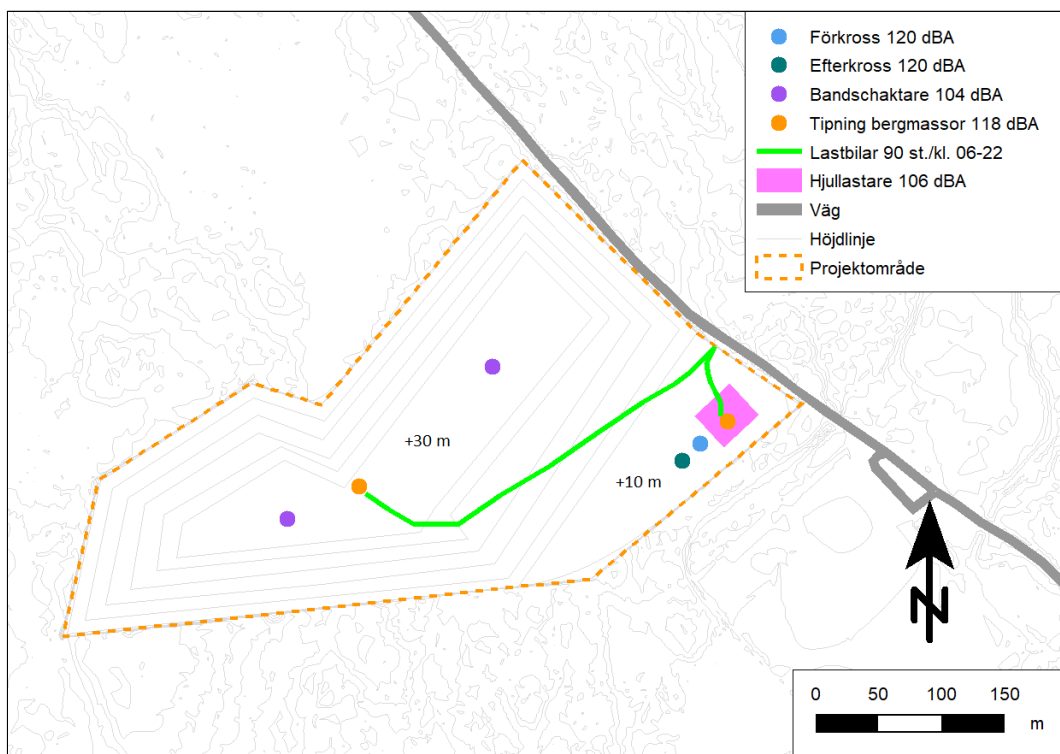 Förkross 120 dBA
Efterkross 120 dBA
Bandschaktare 104 dBA
Tipning bergmassor 118 dBA
Lastbilar 90 st./kl. 06-22
Hjullastare 106 dBA
Väg
Höjdlinje
Projektområde
+30 m
+10 m
N
0 50 100 150
m